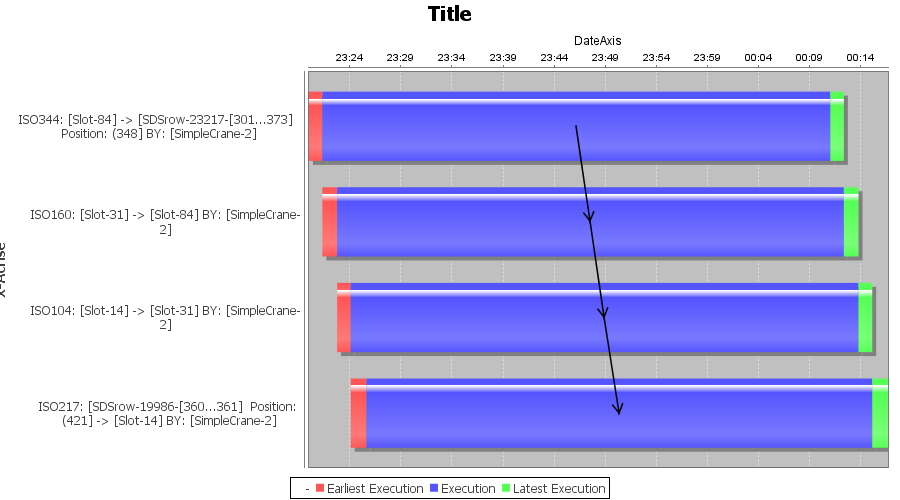 Title
DateAxis
23:24 23:29 23:34 23:39 23:44 23:49 23:54 23:59 00:04 00:09 00:14
ISO344: [Slot-84] -> [SDSrow-23217-[301...373]
Position: (348] BY: [SimpleCrane-2]
ISO160: [Slot-31] -> [Slot-84] BY: [SimpleCrane-
2]
ISO104: [Slot-14] -> [Slot-31] BY: [SimpleCrane-
2]
ISO217: [SDSrow-19986-[360...361] Position:
(421] -> [Slot-14] BY: [SimpleCrane-2]
- Earliest Execution Execution Latest Execution